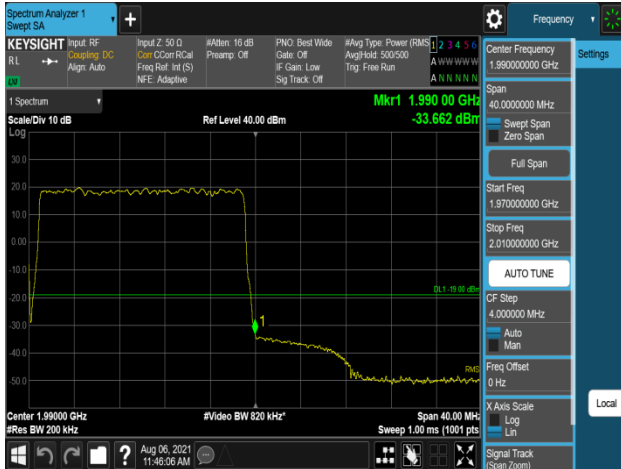 Spectrum Analyzer 1
Swept SA
Frequency
KEYSIGHT
RL
LXI
Input: RF
Coupling: DC
Align: Auto
Input Z: 50 Ω
Corr CCorr RCal
Freq Ref: Int (S)
NFE: Adaptive
#Atten: 16 dB
Preamp: Off
PNO: Best Wide
Gate: Off
IF Gain: Low
Sig Track: Off
#Avg Type: Power (RMS
Avg|Hold: 500/500
Trig: Free Run
1 2 3 4 5 6
A W W W W W
A N N N N N
Center Frequency
1.990000000 GHz
Settings
1 Spectrum
Scale/Div 10 dB
Log
Ref Level 40.00 dBm
Mkr1 1.990 00 GHz
-33.662 dBm
Span
40.0000000 MHz
Swept Span
Zero Span
Full Span
Start Freq
1.970000000 GHz
Stop Freq
2.010000000 GHz
AUTO TUNE
CF Step
4.000000 MHz
Auto
Man
Freq Offset
0 Hz
X Axis Scale
Log
Lin
Local
Signal Track
(Span Zoom)
30.0
20.0
10.0
0.00
-10.0
-20.0
-30.0
-40.0
-50.0
DL1 -19.00 dBm
1
RMS
Center 1.99000 GHz
#Res BW 200 kHz
#Video BW 820 kHz*
Span 40.00 MHz
Sweep 1.00 ms (1001 pts
?
Aug 06, 2021
11:46:06 AM